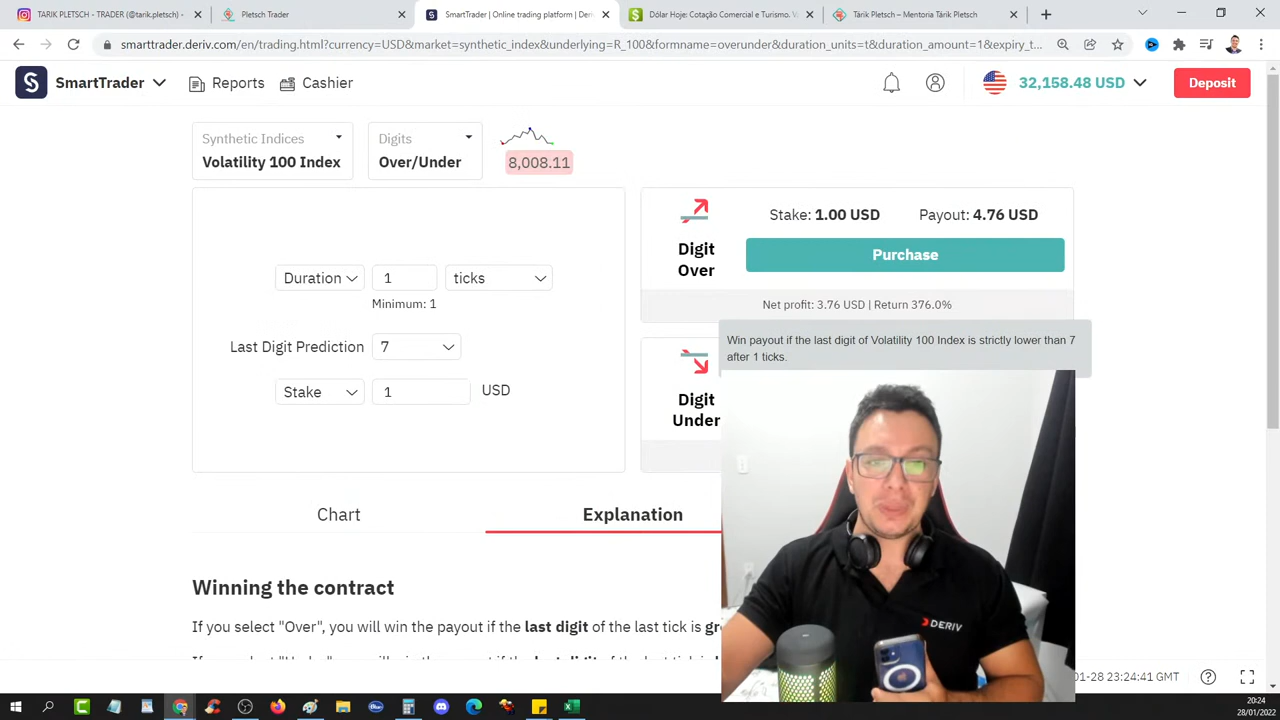 TARIK PLETSCH - TRADER (@tarik.pletsch) •
Pletsch Trader
SmartTrader | Online trading platform | Deri
Dólar Hoje: Cotação Comercial e Turismo. V
Tárik Pletsch – Mentoria Tárik Pletsch
smarttrader.deriv.com/en/trading.html?currency=USD&market=synthetic_index&underlying=R_100&formname=overunder&duration_units=t&duration_amount=1&expiry_t...
SmartTrader
Reports
Cashier
32,158.48 USD
Deposit
Synthetic Indices
Volatility 100 Index
Digits
Over/Under
8,008.11
Duration
1
ticks
Minimum: 1
Last Digit Prediction
7
Stake
1
USD
Digit
Over
Stake: 1.00 USD
Payout: 4.76 USD
Purchase
Net profit: 3.76 USD | Return 376.0%
Win payout if the last digit of Volatility 100 Index is strictly lower than 7
after 1 ticks.
Digit
Under
Chart
Explanation
Winning the contract
If you select "Over", you will win the payout if the last digit of the last tick is gr
DERIV
01-28 23:24:41 GMT
20:24
28/01/2022